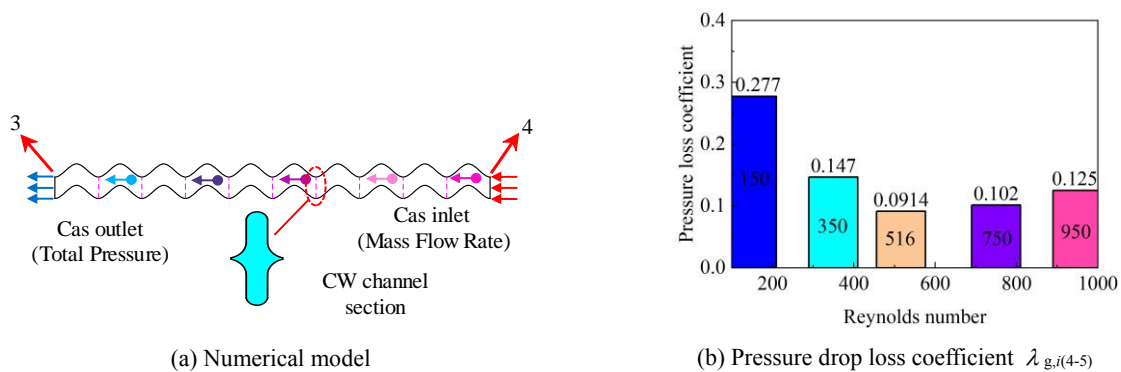 3
4
Cas outlet
(Total Pressure)
Cas inlet
(Mass Flow Rate)
CW channel
section
(a) Numerical model
Pressure loss coefficient
0.4
0.3
0.2
0.1
0.0
0.277
0.147
0.0914
0.102
0.125
150
350
516
750
950
200 400 600 800 1000
Reynolds number
(b) Pressure drop loss coefficient λ g,i(4-5)